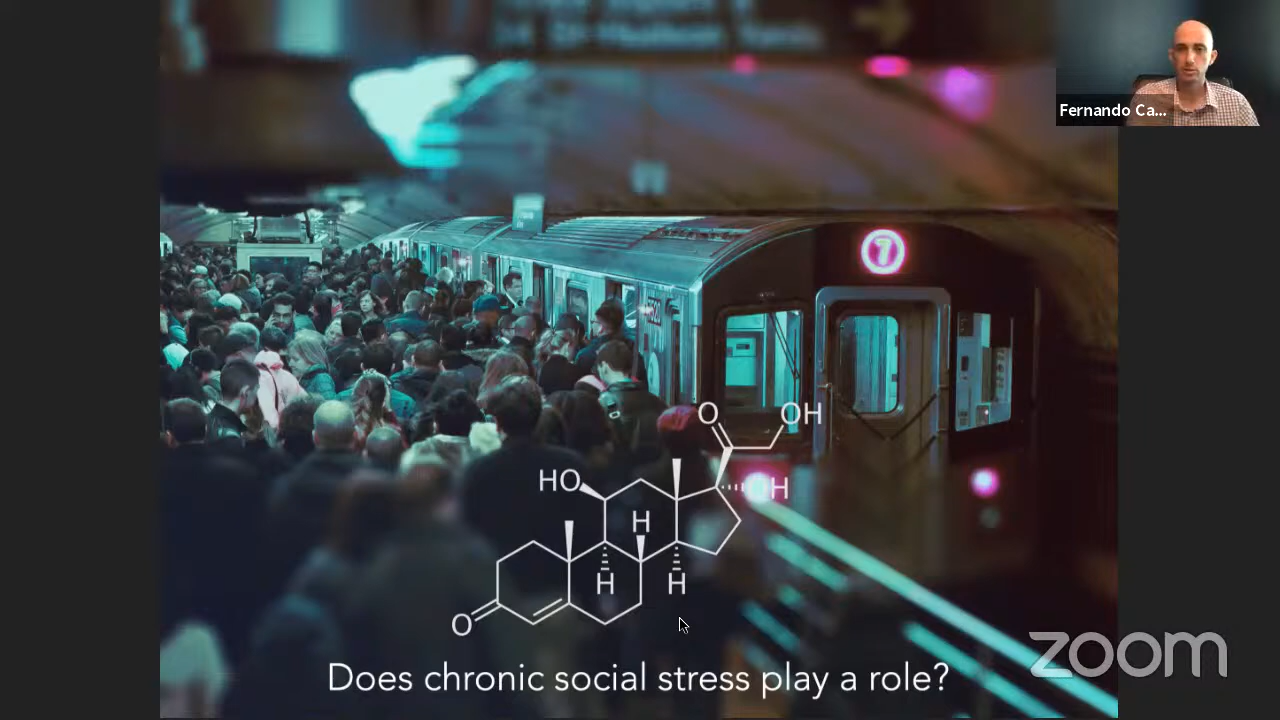 Fernando Ca...
7
O
OH
HO
H
H
H
H
O
zoom
Does chronic social stress play a role?